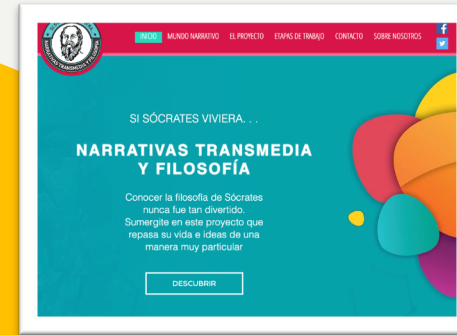 NARRATIVAS TRANSMEDIA Y FILOSOFÍA
INICIO MUNDO NARRATIVO EL PROYECTO ETAPAS DE TRABAJO CONTACTO SOBRE NOSOTROS
SI SÓCRATES VIVIERA. . .
NARRATIVAS TRANSMEDIA
Y FILOSOFÍA
Conocer la filosofía de Sócrates
nunca fue tan divertido.
Sumergite en este proyecto que
repasa su vida e ideas de una
manera muy particular
DESCUBRIR